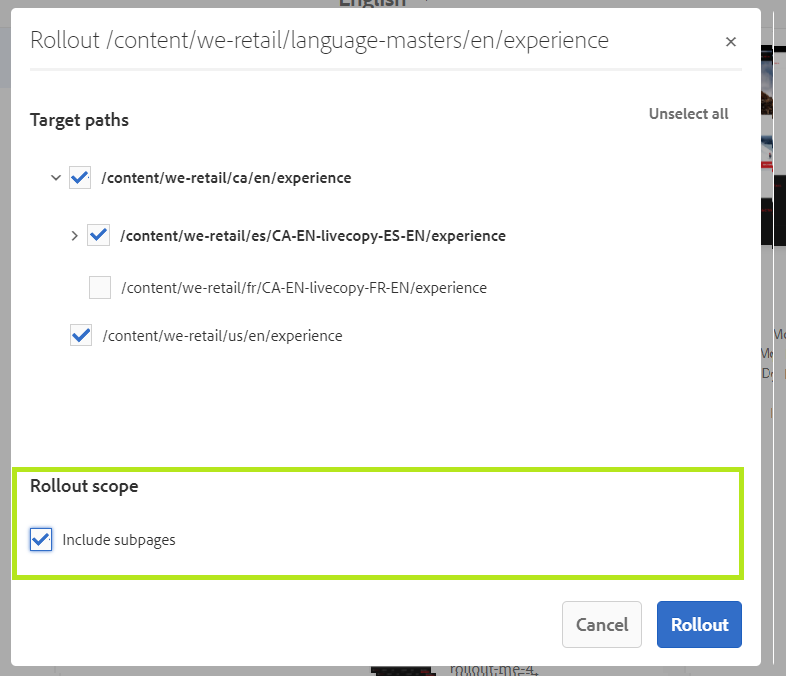 English
Rollout /content/we-retail/language-masters/en/experience
Target paths
Unselect all
/content/we-retail/ca/en/experience
/content/we-retail/es/CA-EN-livecopy-ES-EN/experience
/content/we-retail/fr/CA-EN-livecopy-FR-EN/experience
/content/we-retail/us/en/experience
Rollout scope
Include subpages
Cancel
Rollout
rollout-me-4